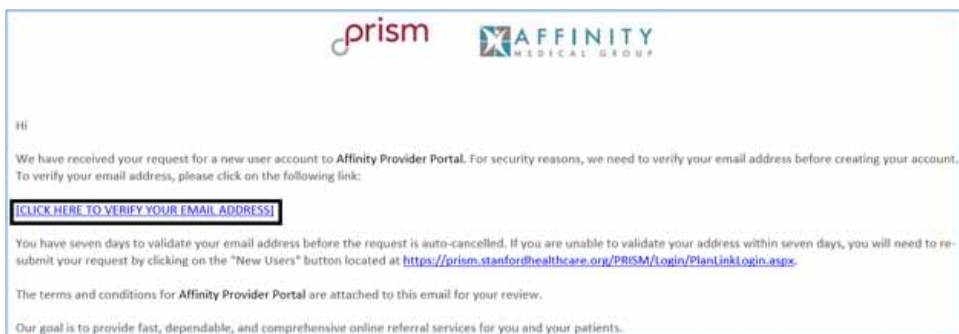 prism AFFINITY
MEDICAL GROUP
Hi
We have received your request for a new user account to Affinity Provider Portal. For security reasons, we need to verify your email address before creating your account.
To verify your email address, please click on the following link:
[CLICK HERE TO VERIFY YOUR EMAIL ADDRESS]
You have seven days to validate your email address before the request is auto-cancelled. If you are unable to validate your address within seven days, you will need to re-
submit your request by clicking on the "New Users" button located at https://prism.stanfordhealthcare.org/PRISM/Login/PlanLinkLogin.aspx.
The terms and conditions for Affinity Provider Portal are attached to this email for your review.
Our goal is to provide fast, dependable, and comprehensive online referral services for you and your patients.